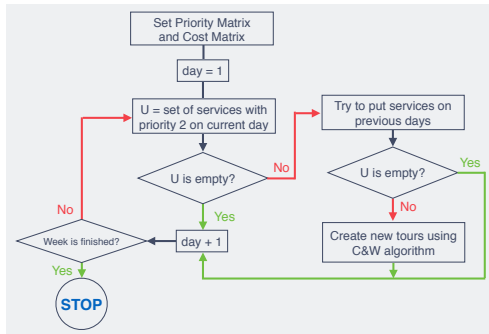 Set Priority Matrix
and Cost Matrix
day = 1
U = set of services with
priority 2 on current day
Try to put services on
previous days
U is empty?
No
U is empty?
Yes
No
Yes
No
Week is finished?
day + 1
Create new tours using
C&W algorithm
Yes
STOP